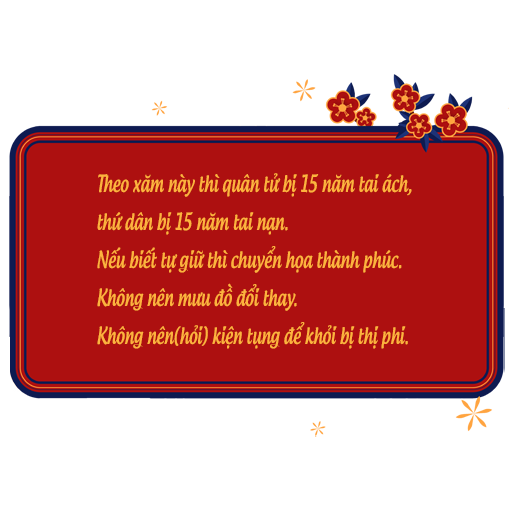 Theo xăm này thì quân tử bị 15 năm tai ách,
thứ dân bị 15 năm tai nạn.
Nếu biết tự giữ thì chuyển họa thành phúc.
Không nên mưu đồ đổi thay.
Không nên(hỏi) kiện tụng để khỏi bị thị phi.